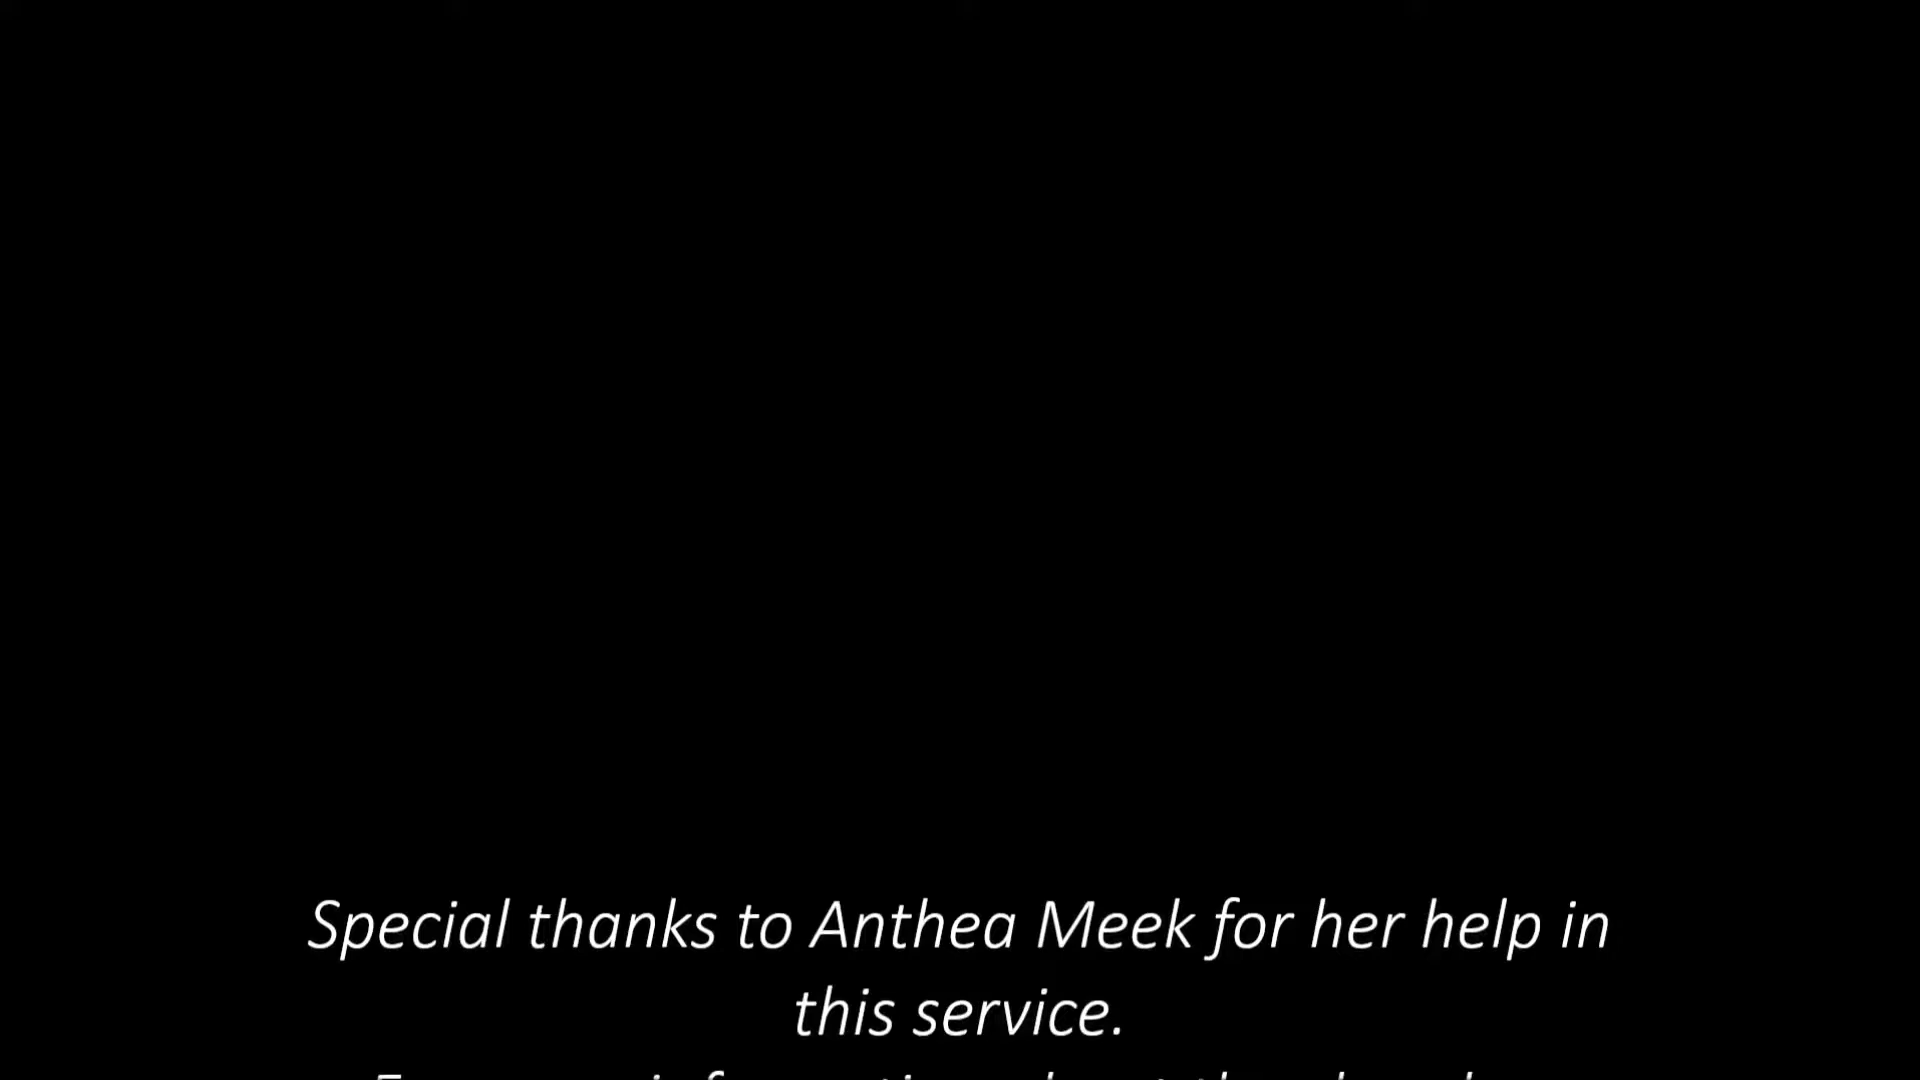 Special thanks to Anthea Meek for her help in
this service.